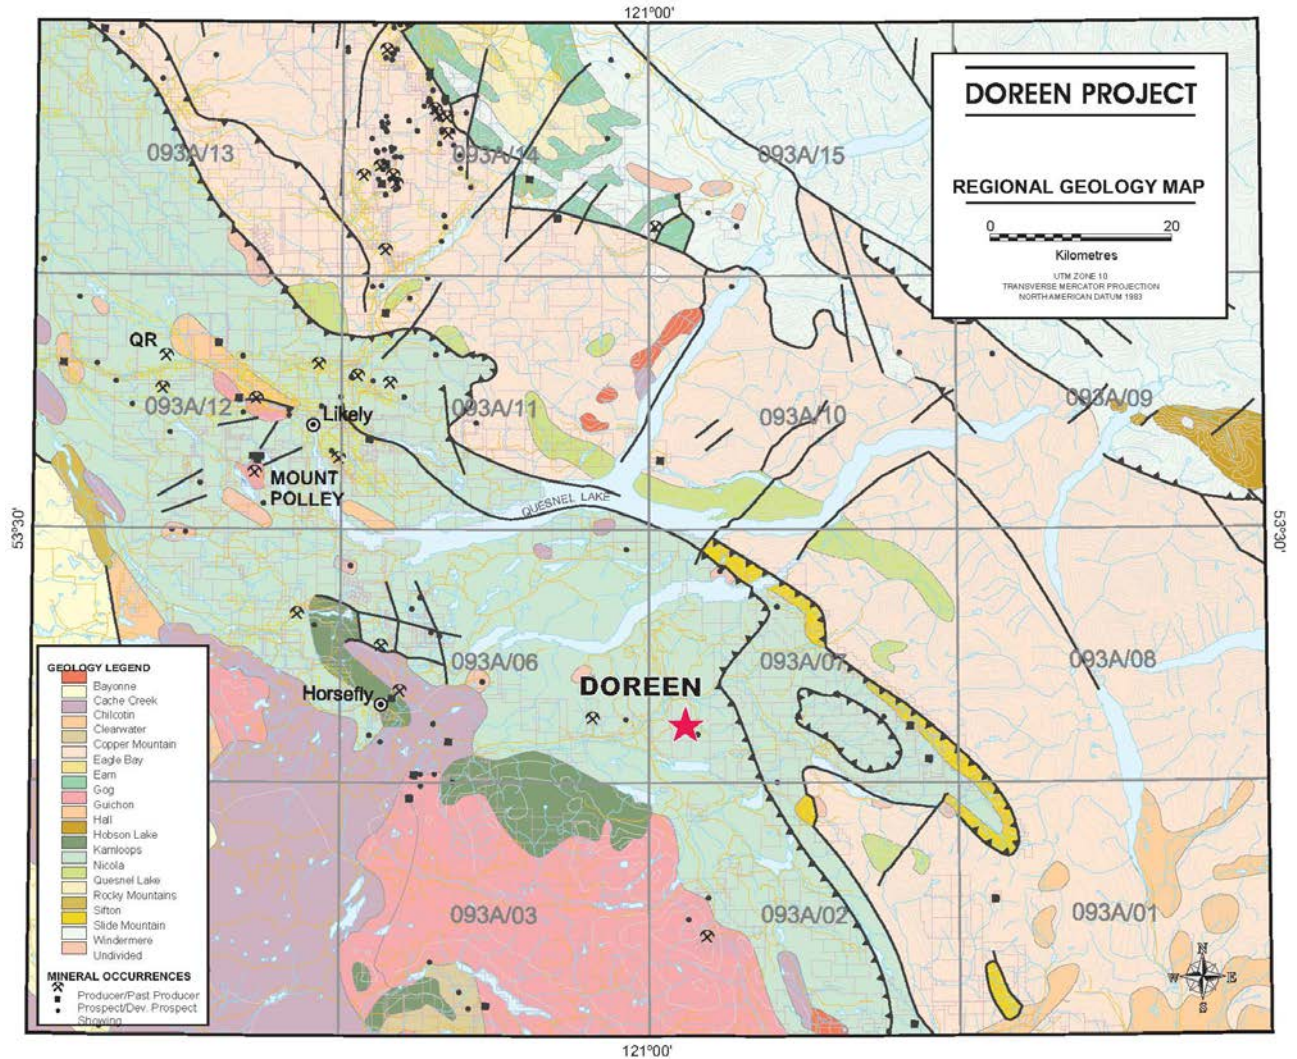 121°00'
DOREEN PROJECT
REGIONAL GEOLOGY MAP
0 20
Kilometres
UTM ZONE 10
TRANSVERSE MERCATOR PROJECTION
NORTH AMERICAN DATUM 1983
093A/13
093A/14
093A/15
QR
093A/12
Likely
093A/11
093A/10
093A/09
MOUNT
POLLEY
QUESNEL LAKE
53°30'
53°30'
093A/06
093A/07
093A/08
DOREEN
Horsefly
GEOLOGY LEGEND
Bayonne
Cache Creek
Chilcotin
Clearwater
Copper Mountain
Eagle Bay
Earn
Gog
Guichon
Hall
Hobson Lake
Kamloops
Nicola
Quesnel Lake
Rocky Mountains
Sifton
Slide Mountain
Windermere
Undivided
MINERAL OCCURRENCES
Producer/Past Producer
Prospect/Dev. Prospect
Showing
093A/03
093A/02
093A/01
N
W E
S
121°00'